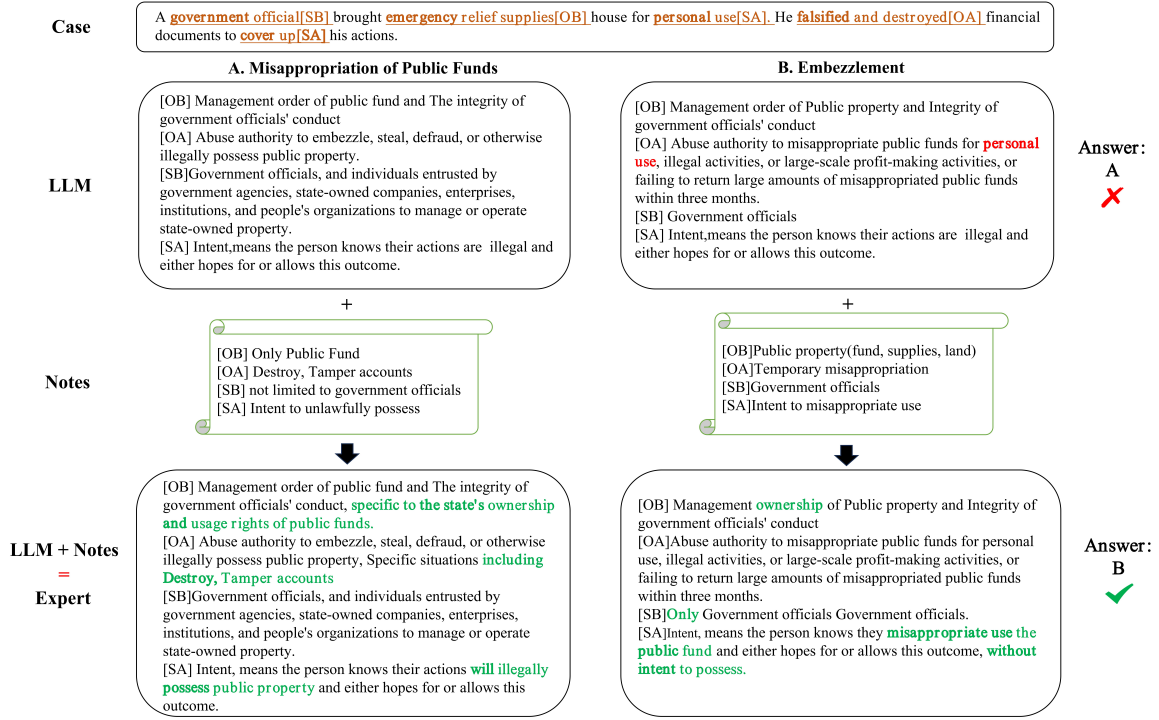 Case
A government official[SB] brought emergency relief supplies[OB] house for personal use[SA]. He falsified and destroyed[OA] financial
documents to cover up[SA] his actions.
A. Misappropriation of Public Funds
B. Embezzlement
LLM
[OB] Management order of public fund and The integrity of
government officials' conduct
[OA] Abuse authority to embezzle, steal, defraud, or otherwise
illegally possess public property.
[SB]Government officials, and individuals entrusted by
government agencies, state-owned companies, enterprises,
institutions, and people's organizations to manage or operate
state-owned property.
[SA] Intent,means the person knows their actions are illegal and
either hopes for or allows this outcome.
[OB] Management order of Public property and Integrity of
government officials' conduct
[OA] Abuse authority to misappropriate public funds for personal
use, illegal activities, or large-scale profit-making activities, or
failing to return large amounts of misappropriated public funds
within three months.
[SB] Government officials
[SA] Intent,means the person knows their actions are illegal and
either hopes for or allows this outcome.
Answer:
A
+
+
Notes
[OB] Only Public Fund
[OA] Destroy, Tamper accounts
[SB] not limited to government officials
[SA] Intent to unlawfully possess
[OB]Public property(fund, supplies, land)
[OA]Temporary misappropriation
[SB]Government officials
[SA]Intent to misappropriate use
LLM + Notes
=
Expert
[OB] Management order of public fund and The integrity of
government officials' conduct, specific to the state's ownership
and usage rights of public funds.
[OA] Abuse authority to embezzle, steal, defraud, or otherwise
illegally possess public property, Specific situations including
Destroy, Tamper accounts
[SB]Government officials, and individuals entrusted by
government agencies, state-owned companies, enterprises,
institutions, and people's organizations to manage or operate
state-owned property.
[SA] Intent, means the person knows their actions will illegally
possess public property and either hopes for or allows this
outcome.
[OB] Management ownership of Public property and Integrity of
government officials' conduct
[OA]Abuse authority to misappropriate public funds for personal
use, illegal activities, or large-scale profit-making activities, or
failing to return large amounts of misappropriated public funds
within three months.
[SB]Only Government officials Government officials.
[SA]Intent, means the person knows they misappropriate use the
public fund and either hopes for or allows this outcome, without
intent to possess.
Answer:
B